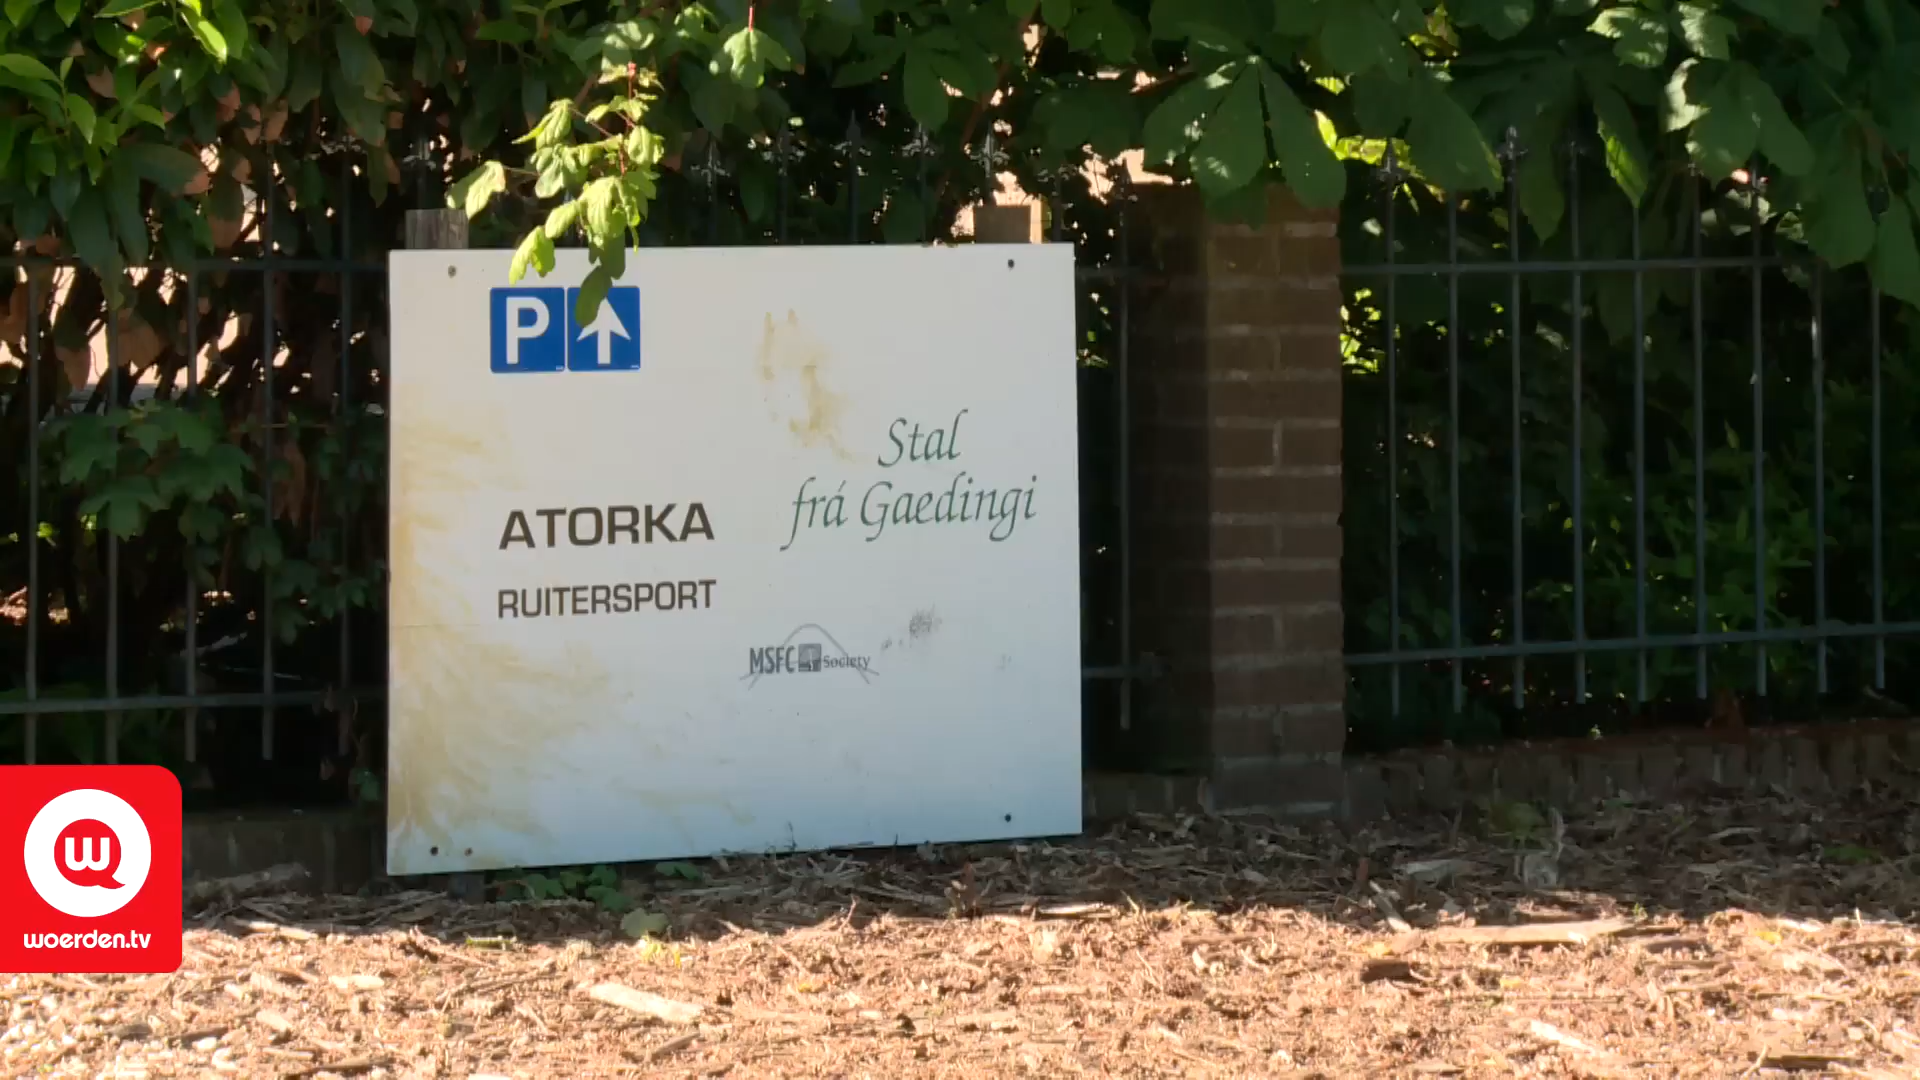 P
ATORKA
RUITERSPORT
Stal
frá Gaedingi
MSFC Society
w
woerden.tv